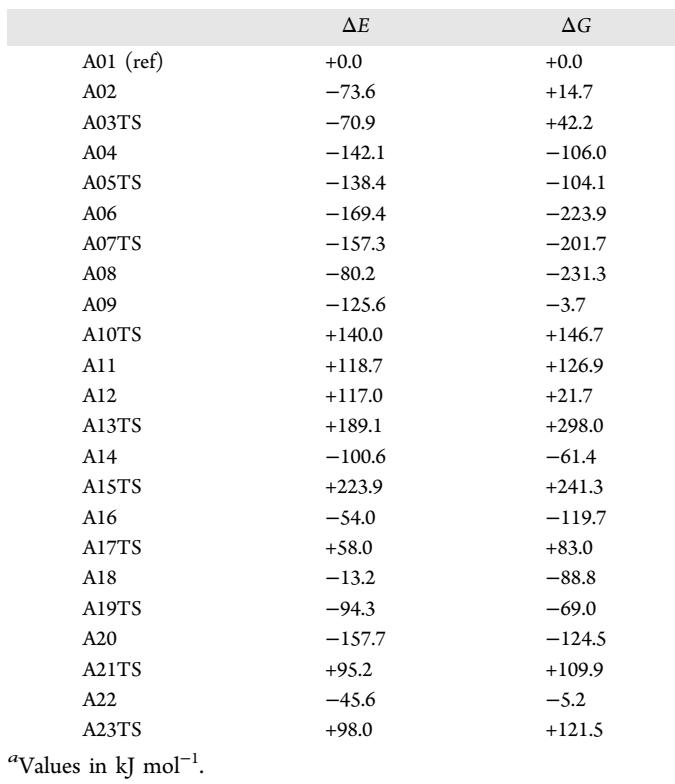 ΔE ΔG
A01 (ref) +0.0 +0.0
A02 −73.6 +14.7
A03TS −70.9 +42.2
A04 −142.1 −106.0
A05TS −138.4 −104.1
A06 −169.4 −223.9
A07TS −157.3 −201.7
A08 −80.2 −231.3
A09 −125.6 −3.7
A10TS +140.0 +146.7
A11 +118.7 +126.9
A12 +117.0 +21.7
A13TS +189.1 +298.0
A14 −100.6 −61.4
A15TS +223.9 +241.3
A16 −54.0 −119.7
A17TS +58.0 +83.0
A18 −13.2 −88.8
A19TS −94.3 −69.0
A20 −157.7 −124.5
A21TS +95.2 +109.9
A22 −45.6 −5.2
A23TS +98.0 +121.5
ᵃValues in kJ mol⁻¹.